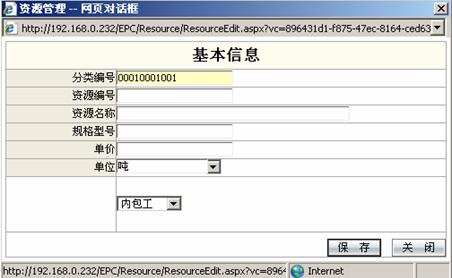 资源管理 -- 网页对话框
http://192.168.0.232/EPC/Resource/ResourceEdit.aspx?vc=896431d1-f875-47ec-8164-ced63
基本信息
分类编号 00010001001
资源编号
资源名称
规格型号
单价
单位 吨
内包工
保 存 关 闭
http://192.168.0.232/EPC/Resource/ResourceEdit.aspx?vc=896 Internet